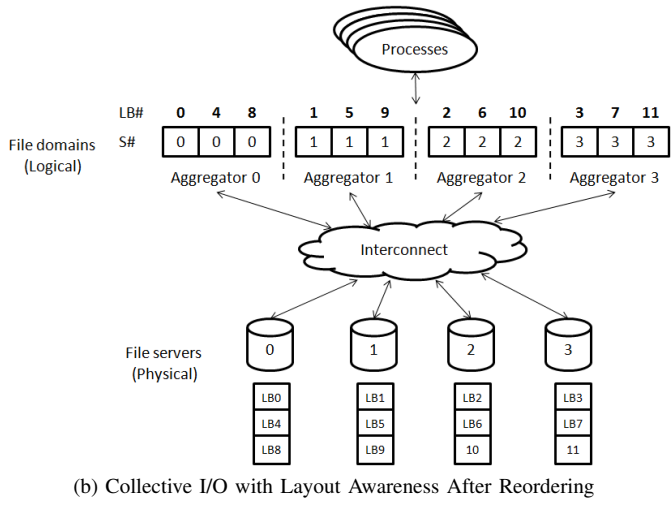 Processes
LB# 0 4 8 1 5 9 2 6 10 3 7 11
File domains
(Logical)
S# 0 0 0 1 1 1 2 2 2 3 3 3
Aggregator 0 Aggregator 1 Aggregator 2 Aggregator 3
Interconnect
File servers
(Physical)
0 1 2 3
LB0 LB1 LB2 LB3
LB4 LB5 LB6 LB7
LB8 LB9 10 11
(b) Collective I/O with Layout Awareness After Reordering